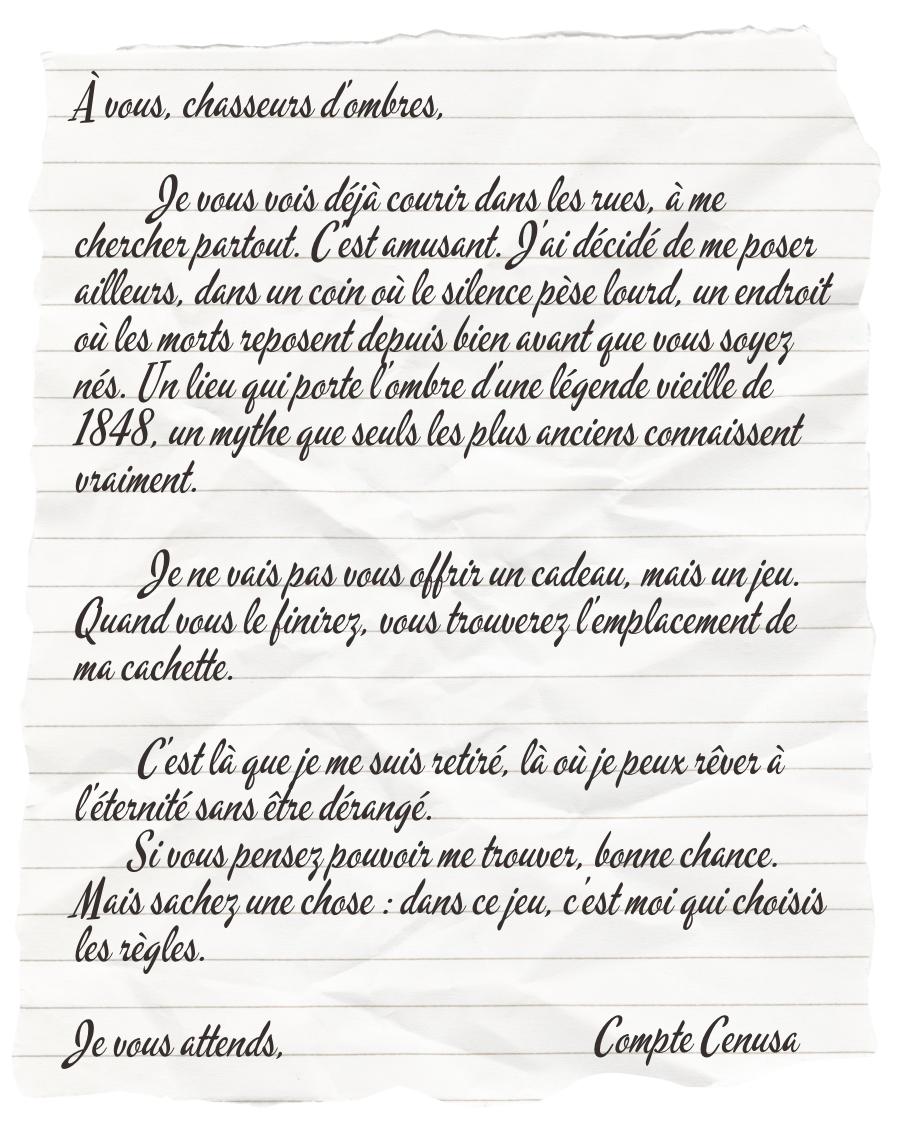 À vous, chasseurs d'ombres,
Je vous vois déjà courir dans les rues, à me
chercher partout. C'est amusant. J'ai décidé de me poser
ailleurs, dans un coin où le silence pèse lourd, un endroit
où les morts reposent depuis bien avant que vous soyez
nés. Un lieu qui porte l'ombre d'une légende vieille de
1848, un mythe que seuls les plus anciens connaissent
vraiment.
Je ne vais pas vous offrir un cadeau, mais un jeu.
Quand vous le finirez, vous trouverez l'emplacement de
ma cachette.
C'est là que je me suis retiré, là où je peux rêver à
l'éternité sans être dérangé.
Si vous pensez pouvoir me trouver, bonne chance.
Mais sachez une chose : dans ce jeu, c'est moi qui choisis
les règles.
Je vous attends, Compte Cenusa